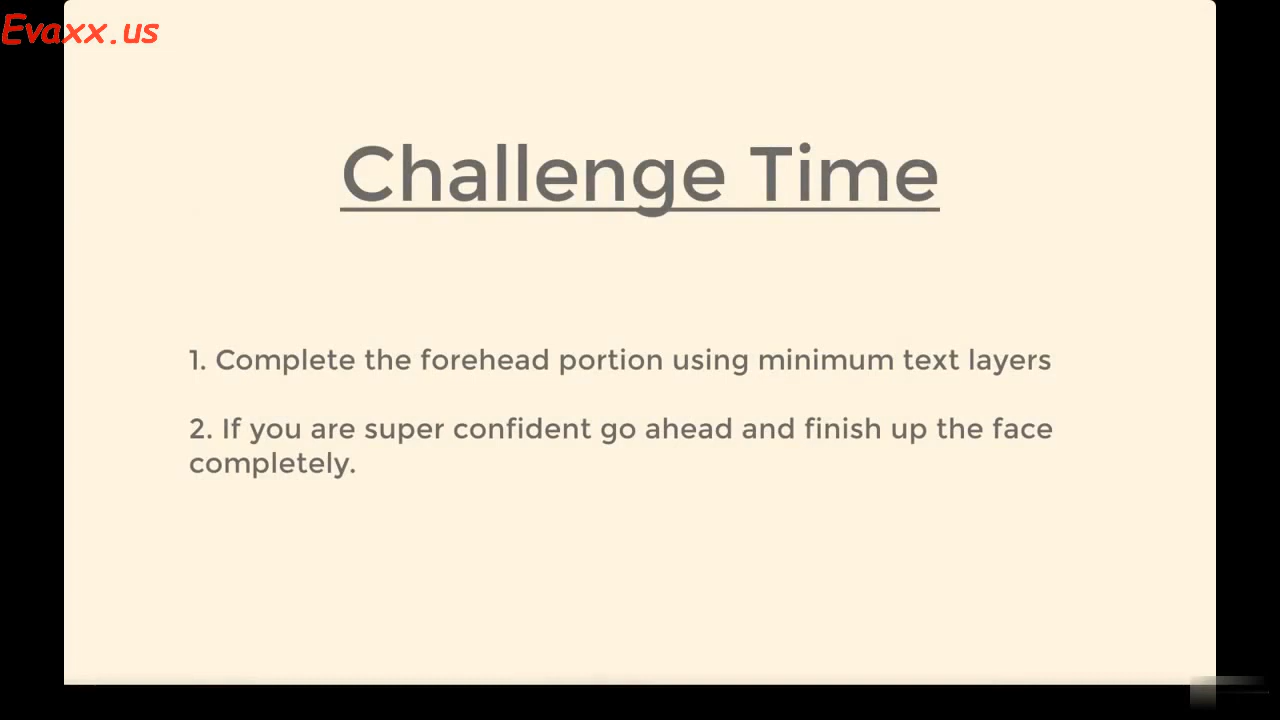 Evaxx.us
Challenge Time
1. Complete the forehead portion using minimum text layers
2. If you are super confident go ahead and finish up the face
completely.